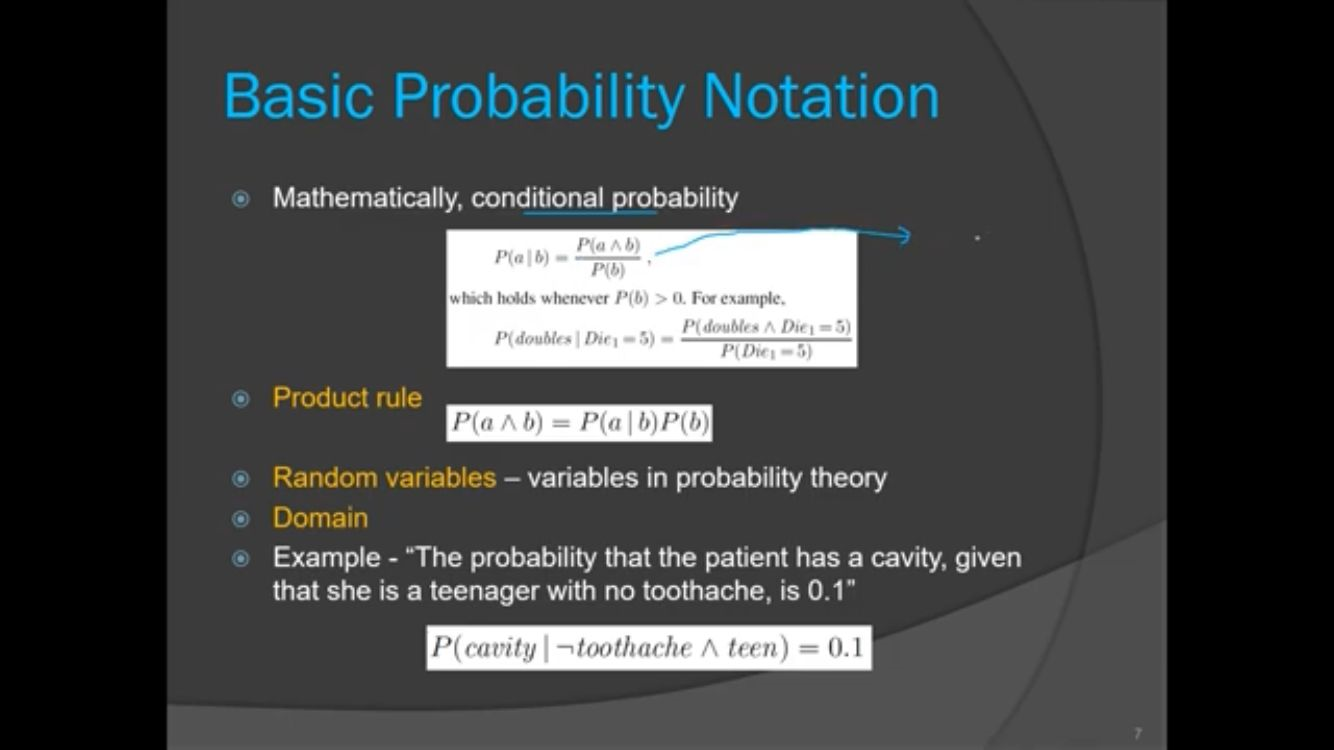 Basic Probability Notation
Mathematically, conditional probability
P(a | b) = P(a ∧ b) / P(b) ,
which holds whenever P(b) > 0. For example,
P(doubles | Die₁ = 5) = P(doubles ∧ Die₁ = 5) / P(Die₁ = 5)
Product rule
P(a ∧ b) = P(a | b)P(b)
Random variables – variables in probability theory
Domain
Example - “The probability that the patient has a cavity, given
that she is a teenager with no toothache, is 0.1”
P(cavity | ¬toothache ∧ teen) = 0.1
7